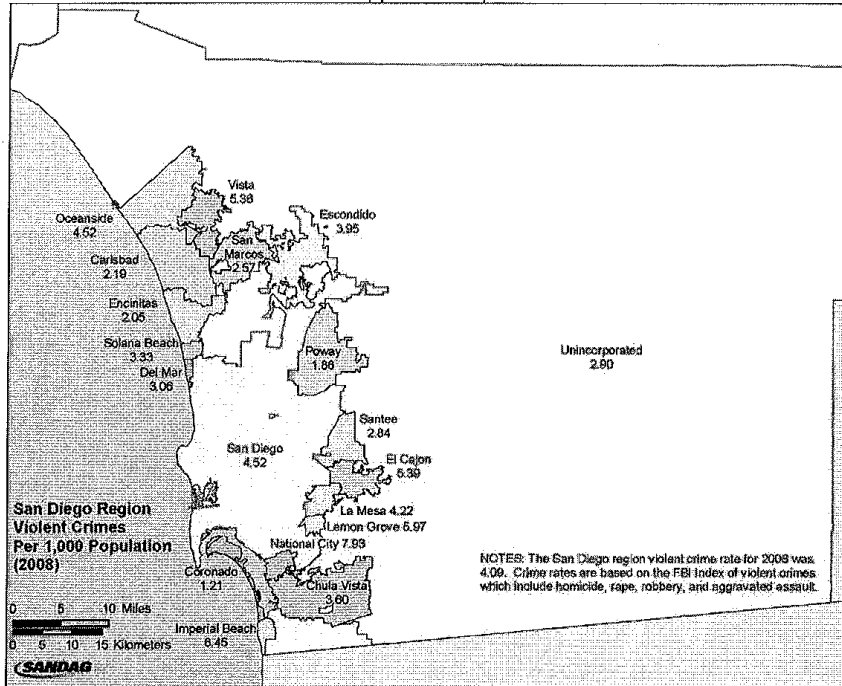 Vista
5.36
Oceanside
4.52
Escondido
3.95
San
Marcos
2.57
Carlsbad
2.19
Encinitas
2.05
Solana Beach
3.33
Del Mar
3.06
Poway
1.86
Unincorporated
2.90
Santee
2.84
San Diego
4.52
El Cajon
5.39
La Mesa 4.22
Lemon Grove 5.97
National City 7.93
San Diego Region
Violent Crimes
Per 1,000 Population
(2008)
NOTES: The San Diego region violent crime rate for 2008 was
4.09. Crime rates are based on the FBI Index of violent crimes
which include homicide, rape, robbery, and aggravated assault.
Coronado
1.21
Chula Vista
3.60
0 5 10 Miles
0 5 10 15 Kilometers
Imperial Beach
6.45
SANDAG